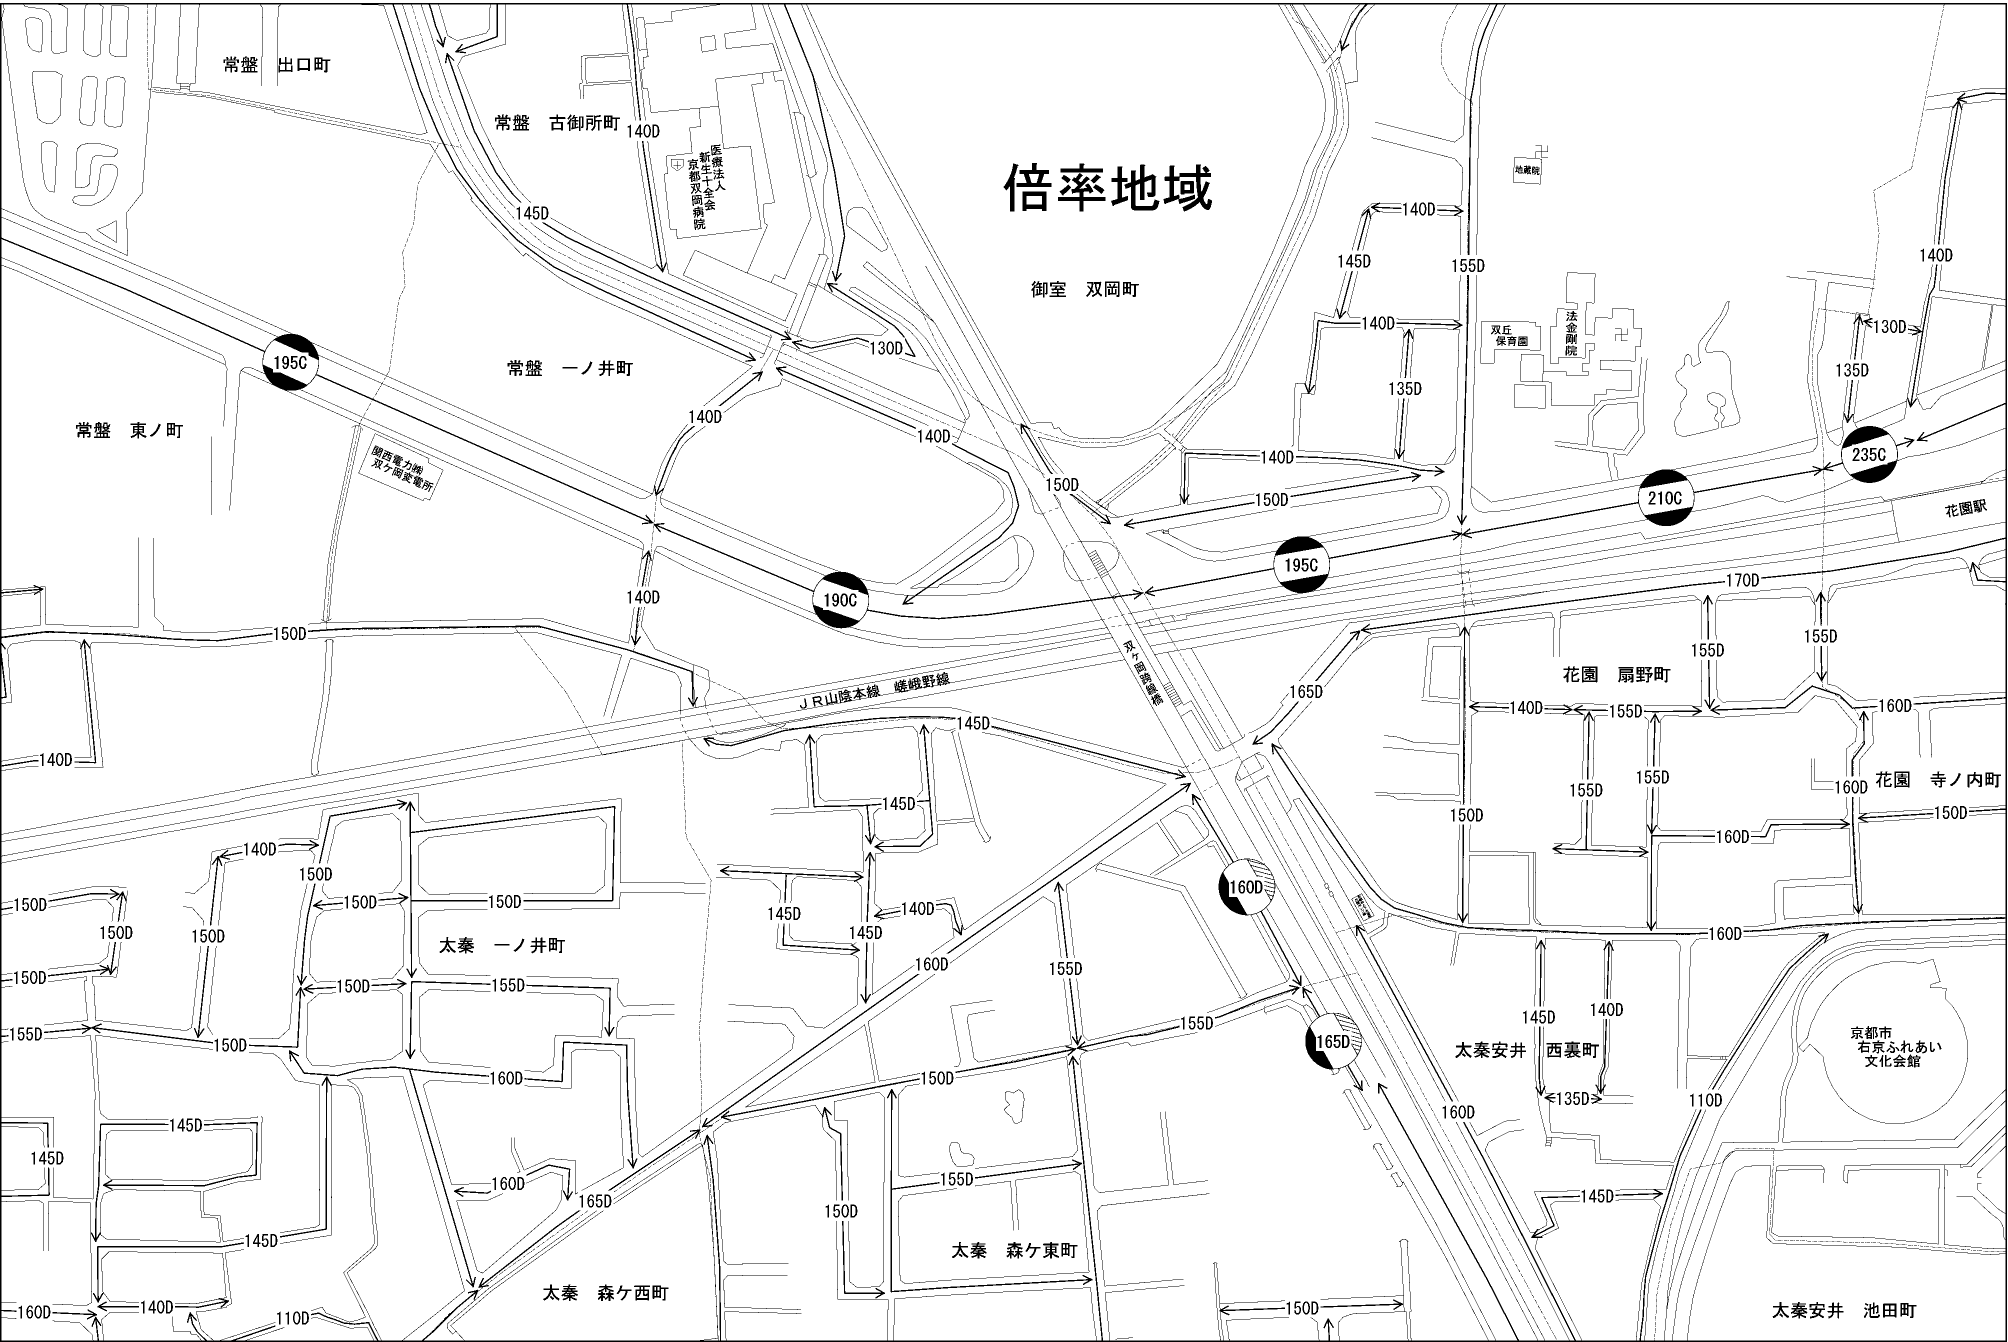 常盤　出口町
常盤　古御所町
140D
医療法人
新生十全会
京都双岡病院
倍率地域
地蔵院
145D
140D
145D
155D
140D
御室　双岡町
140D
双丘
保育園
法金剛院
130D
130D
195C
常盤　一ノ井町
135D
135D
常盤　東ノ町
140D
140D
関西電力㈱
双ケ岡変電所
140D
150D
150D
235C
210C
花園駅
195C
170D
140D
190C
150D
双ヶ岡跨線橋
155D
155D
ＪＲ山陰本線　嵯峨野線
165D
花園　扇野町
140D
155D
160D
145D
140D
155D
155D
160D
花園　寺ノ内町
145D
150D
150D
160D
140D
150D
150D
150D
150D
160D
145D
140D
150D
150D
145D
160D
太秦　一ノ井町
160D
155D
150D
150D
155D
155D
150D
155D
165D
145D
140D
太秦安井　西裏町
京都市
右京ふれあい
文化会館
160D
150D
135D
110D
160D
145D
145D
160D
165D
155D
150D
145D
145D
太秦　森ケ東町
太秦　森ケ西町
160D
140D
110D
150D
太秦安井　池田町